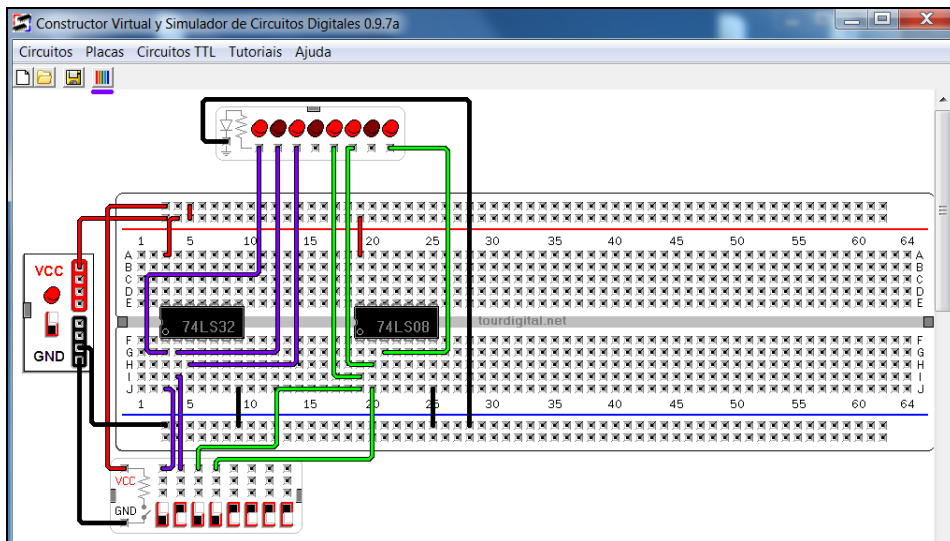 Constructor Virtual y Simulador de Circuitos Digitales 0.9.7a
Circuitos Placas Circuitos TTL Tutoriais Ajuda
1 5 10 15 20 25 30 35 40 45 50 55 60 64
A A
B B
C C
D D
E E
VCC
74LS32 74LS08 tourdigital.net
GND
F F
G G
H H
I I
J J
1 5 10 15 20 25 30 35 40 45 50 55 60 64
VCC
GND